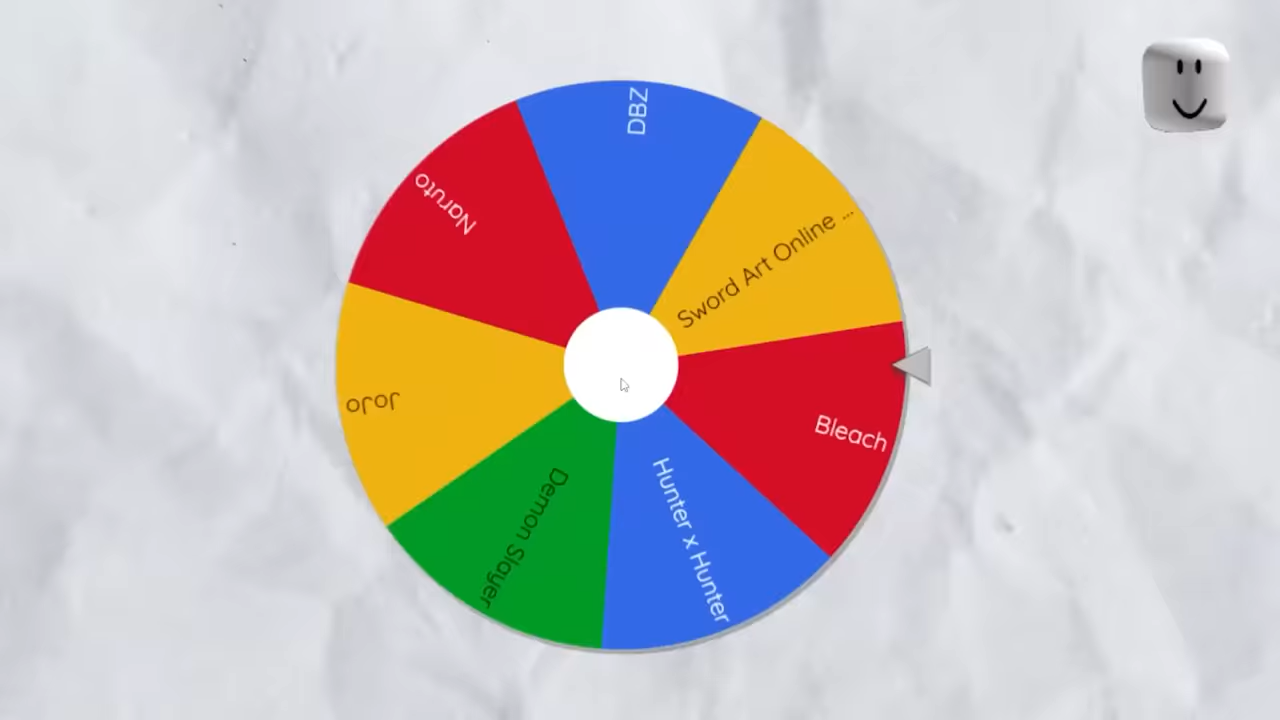 DBZ
Naruto
Sword Art Online ...
JoJo
Bleach
Hunter x Hunter
Demon Slayer